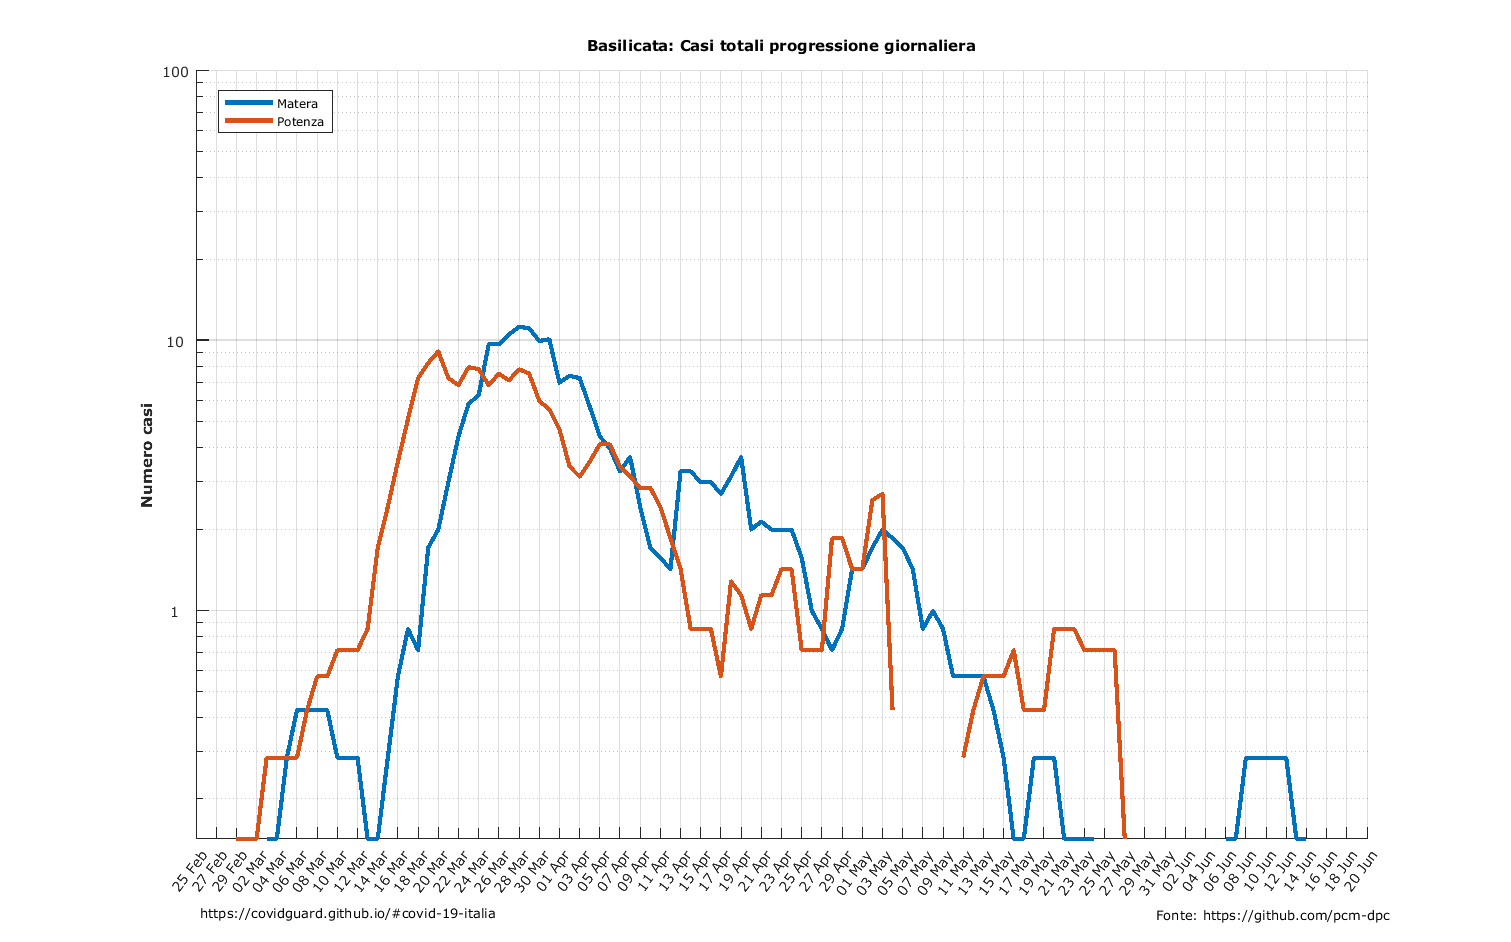 Basilicata: Casi totali progressione giornaliera
100
Matera
Potenza
10
Numero casi
1
25 Feb
27 Feb
29 Feb
02 Mar
04 Mar
06 Mar
08 Mar
10 Mar
12 Mar
14 Mar
16 Mar
18 Mar
20 Mar
22 Mar
24 Mar
26 Mar
28 Mar
30 Mar
01 Apr
03 Apr
05 Apr
07 Apr
09 Apr
11 Apr
13 Apr
15 Apr
17 Apr
19 Apr
21 Apr
23 Apr
25 Apr
27 Apr
29 Apr
01 May
03 May
05 May
07 May
09 May
11 May
13 May
15 May
17 May
19 May
21 May
23 May
25 May
27 May
29 May
31 May
02 Jun
04 Jun
06 Jun
08 Jun
10 Jun
12 Jun
14 Jun
16 Jun
18 Jun
20 Jun
https://covidguard.github.io/#covid-19-italia
Fonte: https://github.com/pcm-dpc